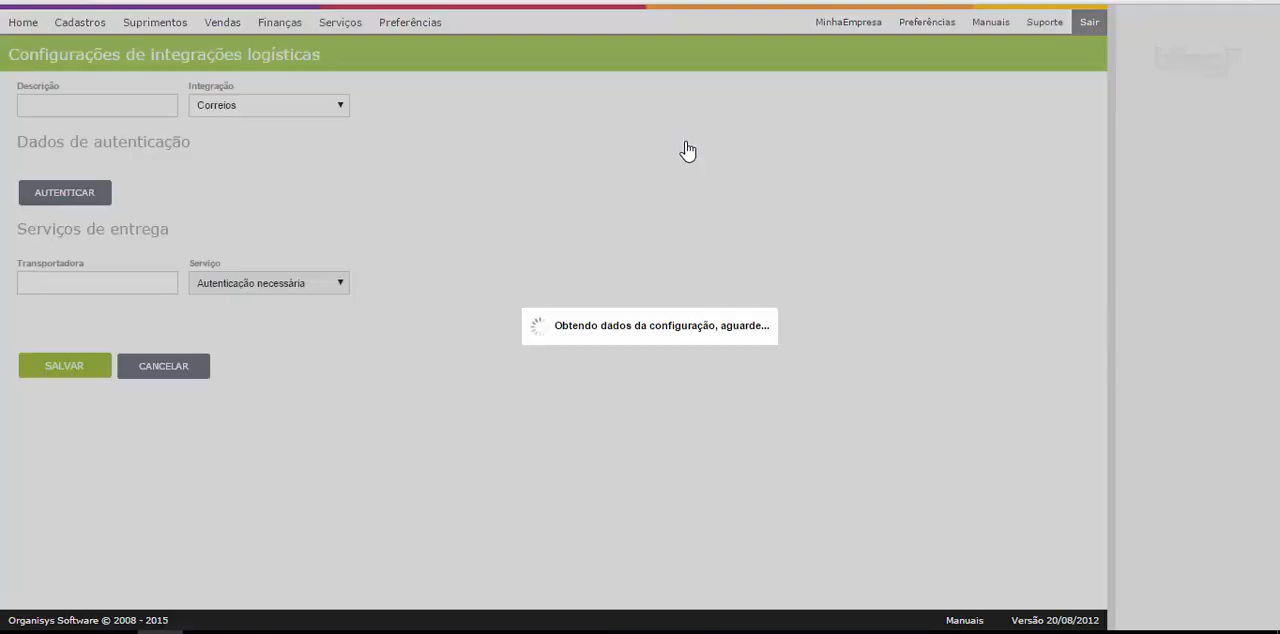 Home Cadastros Suprimentos Vendas Finanças Serviços Preferências MinhaEmpresa Preferências Manuais Suporte Sair
Configurações de integrações logísticas
Descrição Integração
Correios
Dados de autenticação
AUTENTICAR
Serviços de entrega
Transportadora Serviço
Autenticação necessária
Obtendo dados da configuração, aguarde...
SALVAR CANCELAR
Organisys Software © 2008 - 2015 Manuais Versão 20/08/2012